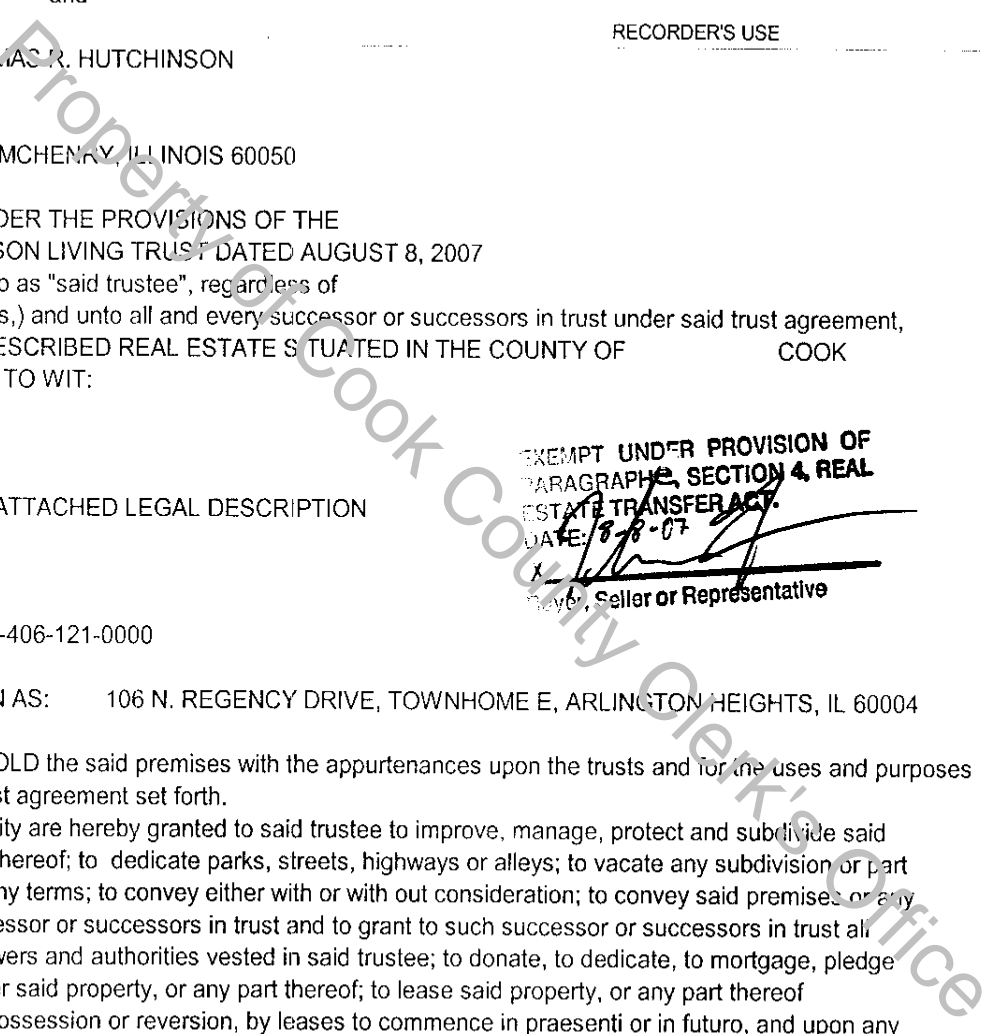 and
RECORDER'S USE
MAS R. HUTCHINSON
MCHENRY, ILLINOIS 60050
DER THE PROVISIONS OF THE
SON LIVING TRUST DATED AUGUST 8, 2007
o as "said trustee", regardless of
s,) and unto all and every successor or successors in trust under said trust agreement,
ESCRIBED REAL ESTATE SITUATED IN THE COUNTY OF COOK
TO WIT:
EXEMPT UNDER PROVISION OF
PARAGRAPH e, SECTION 4, REAL
ESTATE TRANSFER ACT.
DATE: 8-8-07
X
Buyer, Seller or Representative
ATTACHED LEGAL DESCRIPTION
-406-121-0000
N AS: 106 N. REGENCY DRIVE, TOWNHOME E, ARLINGTON HEIGHTS, IL 60004
OLD the said premises with the appurtenances upon the trusts and for the uses and purposes
st agreement set forth.
ity are hereby granted to said trustee to improve, manage, protect and subdivide said
hereof; to dedicate parks, streets, highways or alleys; to vacate any subdivision or part
ny terms; to convey either with or with out consideration; to convey said premises or any
essor or successors in trust and to grant to such successor or successors in trust all
vers and authorities vested in said trustee; to donate, to dedicate, to mortgage, pledge
r said property, or any part thereof; to lease said property, or any part thereof
ossession or reversion, by leases to commence in praesenti or in futuro, and upon any
Property of Cook County Clerk's Office